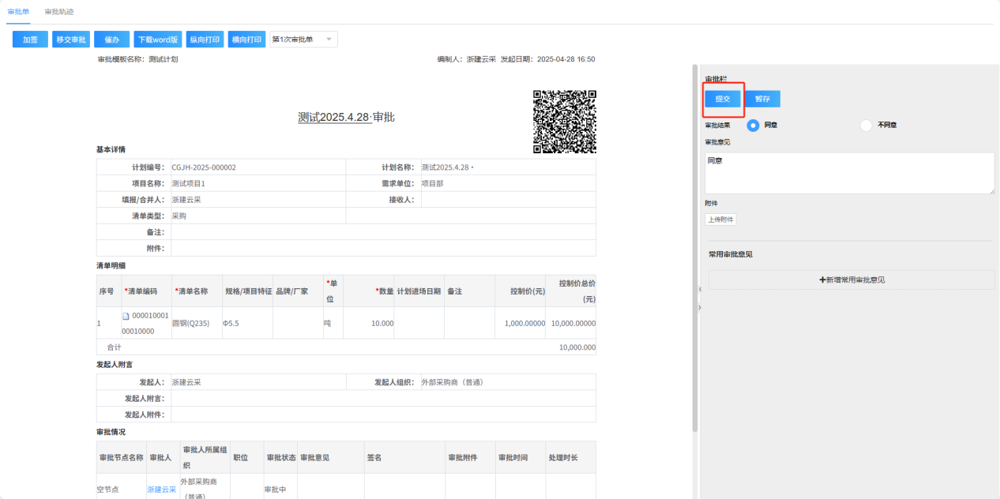 审批单 审批轨迹
加签 移交审批 催办 下载word版 纵向打印 横向打印 第1次审批单
审批模板名称：测试计划 编制人：浙建云采 发起日期：2025-04-28 16:50
测试2025.4.28·审批
基本详情
计划编号： CGJH-2025-000002 计划名称： 测试2025.4.28·
项目名称： 测试项目1 需求单位： 项目部
填报/合并人： 浙建云采 接收人：
清单类型： 采购
备注：
附件：
清单明细
序号 *清单编码 *清单名称 规格/项目特征 品牌/厂家 *单位 *数量 计划进场日期 备注 控制价(元) 控制价总价(元)
1 00001000100010000 圆钢(Q235) Φ5.5 吨 10.000 1,000.00000 10,000.00000
合计 10,000.000
发起人附言
发起人： 浙建云采 发起人组织： 外部采购商（普通）
发起人附言：
发起人附件：
审批情况
审批节点名称 审批人 审批人所属组织 职位 审批状态 审批意见 签名 审批附件 审批时间 处理时长
空节点 浙建云采 外部采购商（普通） 审批中
审批栏
提交 暂存
审批结果 同意 不同意
审批意见
同意
附件
上传附件
常用审批意见
+新增常用审批意见